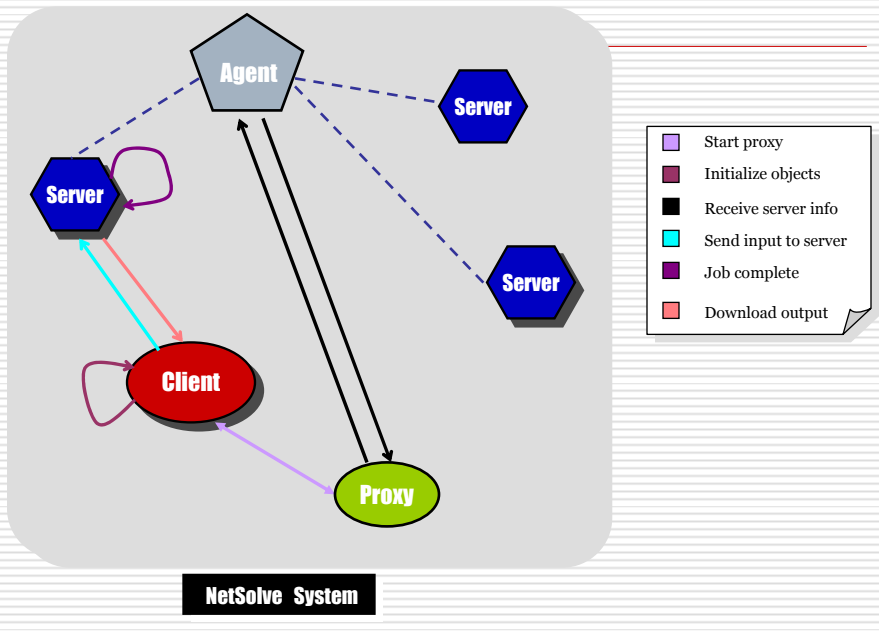 Agent
Server
Server
Server
Client
Proxy
NetSolve System
Start proxy
Initialize objects
Receive server info
Send input to server
Job complete
Download output